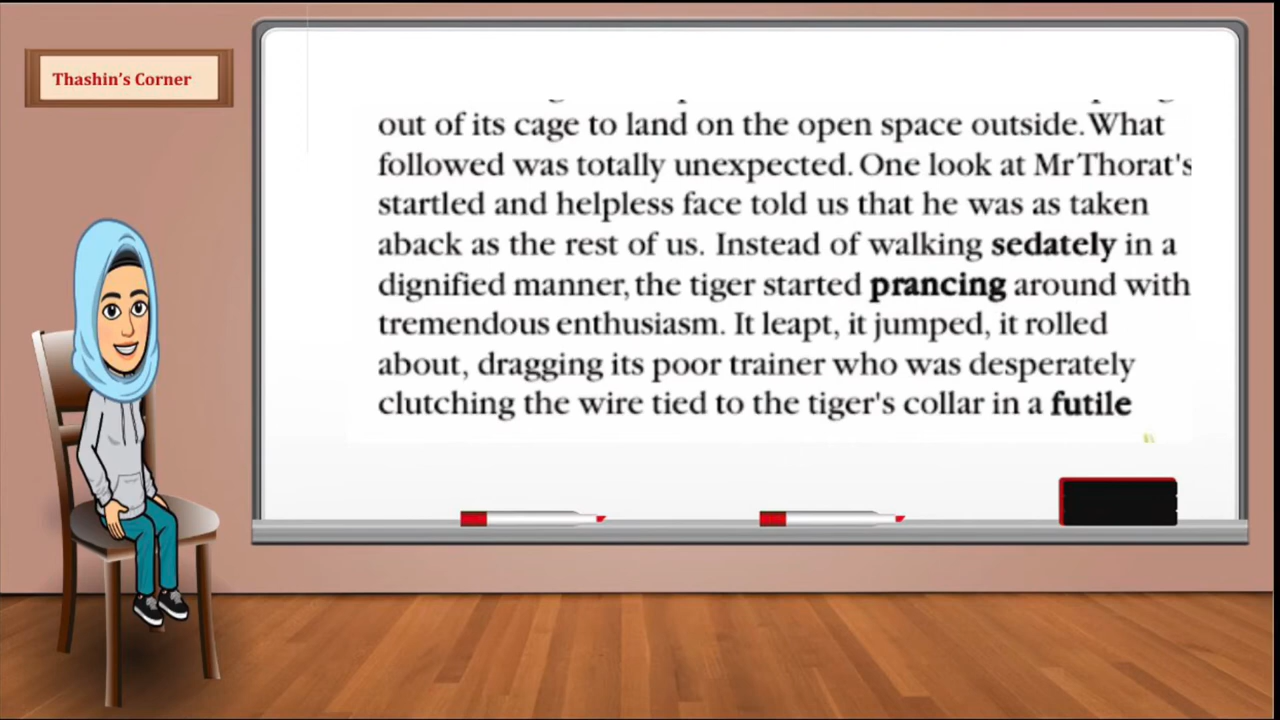 Thashin's Corner
out of its cage to land on the open space outside. What
followed was totally unexpected. One look at Mr Thorat's
startled and helpless face told us that he was as taken
aback as the rest of us. Instead of walking sedately in a
dignified manner, the tiger started prancing around with
tremendous enthusiasm. It leapt, it jumped, it rolled
about, dragging its poor trainer who was desperately
clutching the wire tied to the tiger's collar in a futile